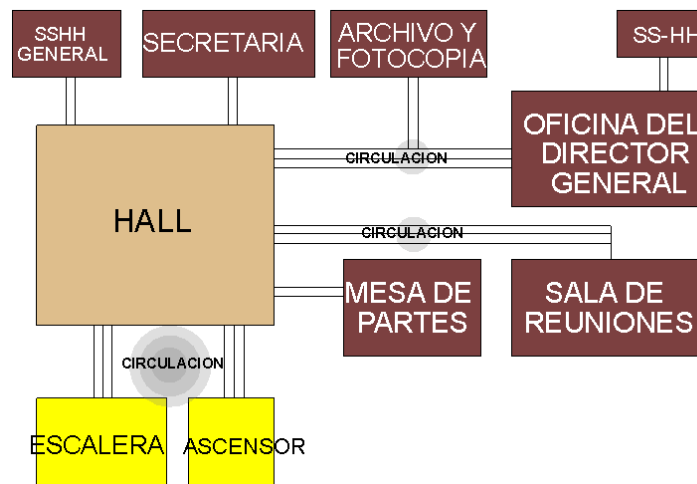 SSHH
GENERAL
SECRETARIA
ARCHIVO Y
FOTOCOPIA
SS-HH
OFICINA DEL
DIRECTOR
GENERAL
CIRCULACION
HALL
CIRCULACION
MESA DE
PARTES
SALA DE
REUNIONES
CIRCULACION
ESCALERA
ASCENSOR